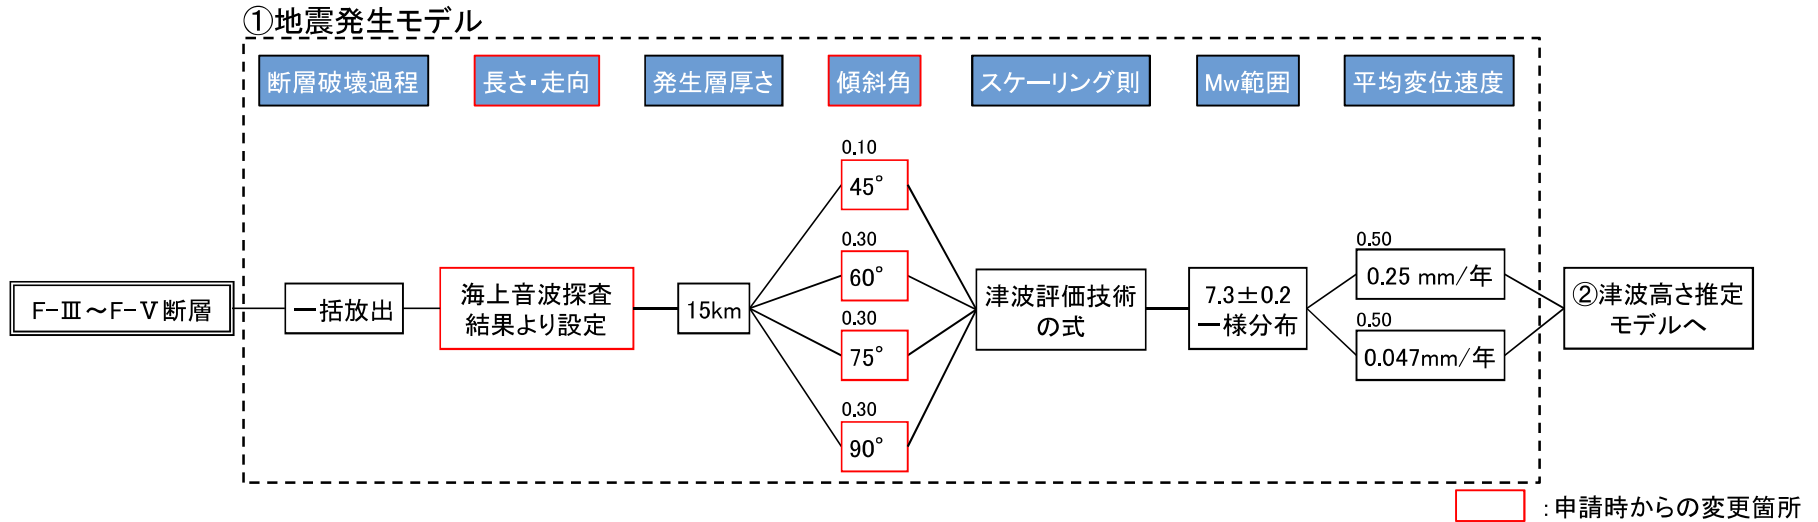 ①地震発生モデル
断層破壊過程
長さ・走向
発生層厚さ
傾斜角
スケーリング則
Mw範囲
平均変位速度
F-Ⅲ～F-Ⅴ断層
一括放出
海上音波探査
結果より設定
15km
0.10
45°
0.30
60°
0.30
75°
0.30
90°
津波評価技術
の式
7.3±0.2
一様分布
0.50
0.25 mm/年
0.50
0.047mm/年
②津波高さ推定
モデルへ
：申請時からの変更箇所